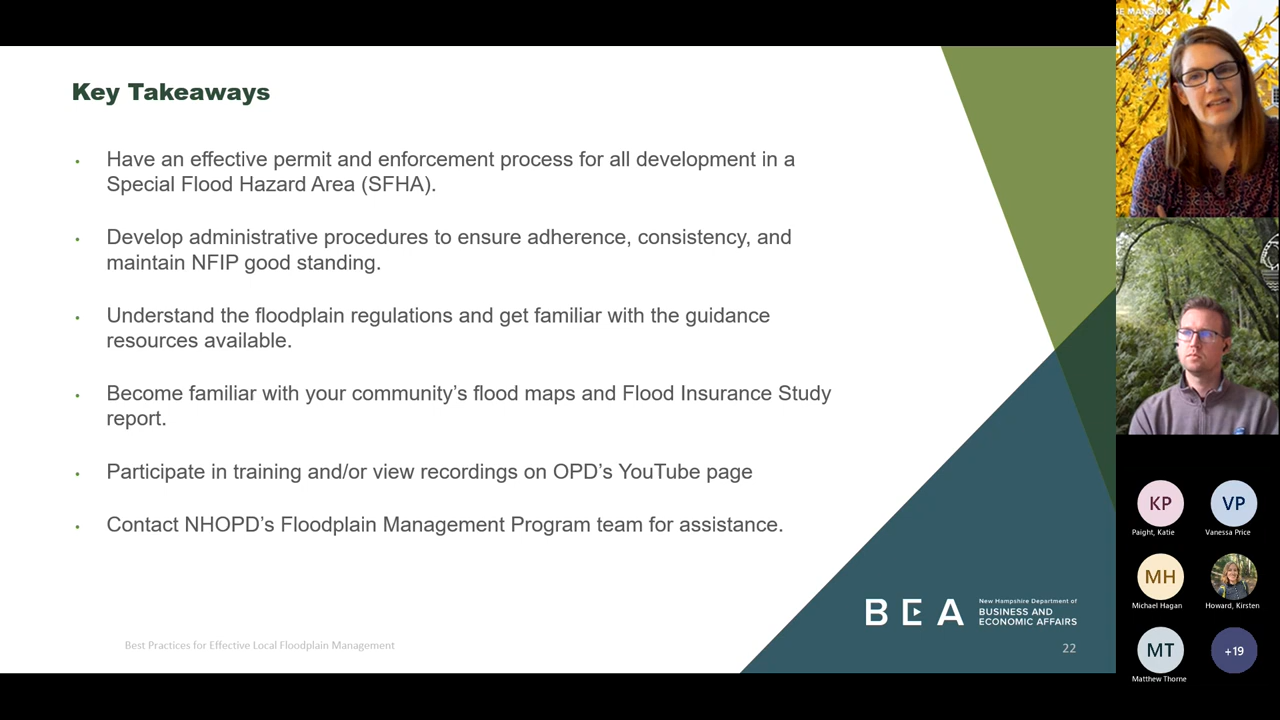 Key Takeaways
• Have an effective permit and enforcement process for all development in a
Special Flood Hazard Area (SFHA).
• Develop administrative procedures to ensure adherence, consistency, and
maintain NFIP good standing.
• Understand the floodplain regulations and get familiar with the guidance
resources available.
• Become familiar with your community’s flood maps and Flood Insurance Study
report.
• Participate in training and/or view recordings on OPD’s YouTube page
• Contact NHOPD’s Floodplain Management Program team for assistance.
BEA
New Hampshire Department of
BUSINESS AND
ECONOMIC AFFAIRS
Best Practices for Effective Local Floodplain Management
22
MANSION
KP
VP
Paight, Katie
Vanessa Price
MH
Michael Hagan
Howard, Kirsten
MT
+19
Matthew Thorne